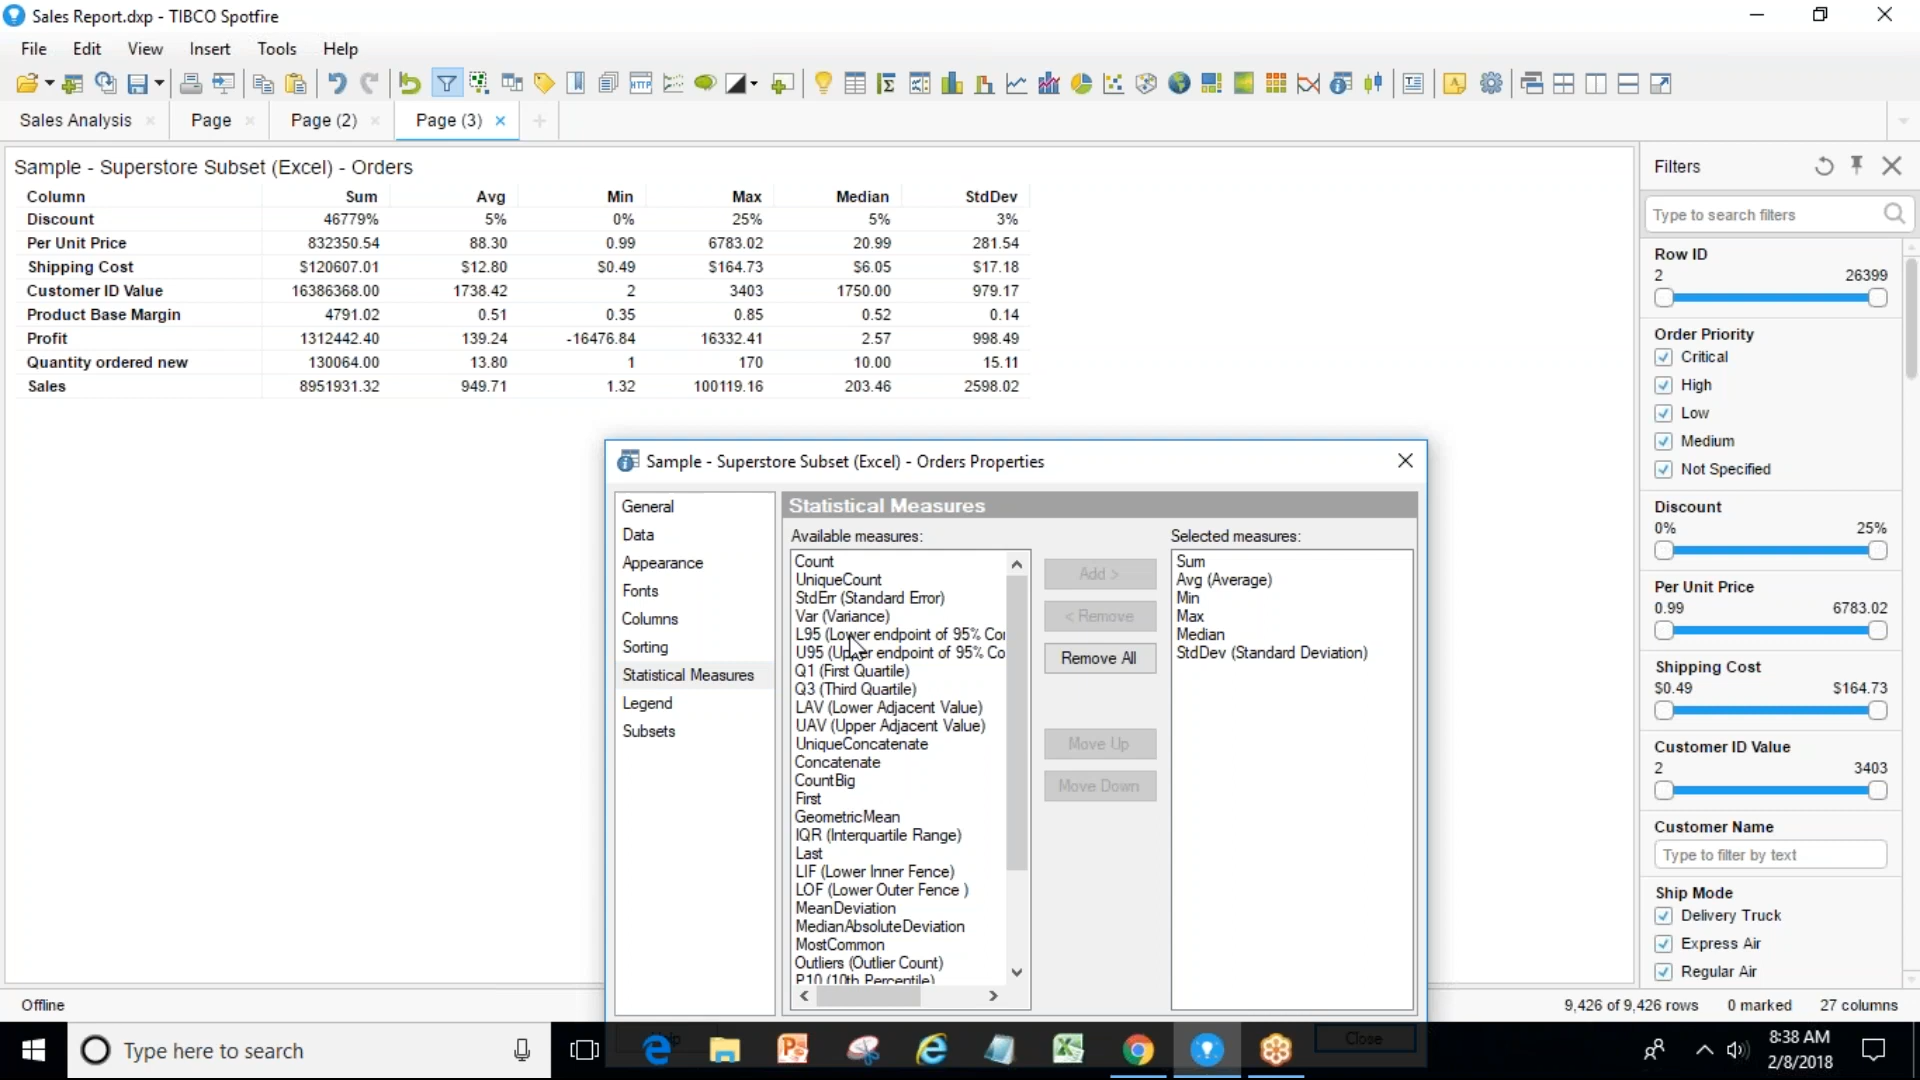 Sales Report.dxp - TIBCO Spotfire
File Edit View Insert Tools Help
Sales Analysis Page Page (2) Page (3)
Sample - Superstore Subset (Excel) - Orders
Column Sum Avg Min Max Median StdDev
Discount 46779% 5% 0% 25% 5% 3%
Per Unit Price 832350.54 88.30 0.99 6783.02 20.99 281.54
Shipping Cost $120607.01 $12.80 $0.49 $164.73 $6.05 $17.18
Customer ID Value 16386368.00 1738.42 2 3403 1750.00 979.17
Product Base Margin 4791.02 0.51 0.35 0.85 0.52 0.14
Profit 1312442.40 139.24 -16476.84 16332.41 2.57 998.49
Quantity ordered new 130064.00 13.80 1 170 10.00 15.11
Sales 8951931.32 949.71 1.32 100119.16 203.46 2598.02
Sample - Superstore Subset (Excel) - Orders Properties
General
Data
Appearance
Fonts
Columns
Sorting
Statistical Measures
Legend
Subsets
Statistical Measures
Available measures:
Count
UniqueCount
StdErr (Standard Error)
Var (Variance)
L95 (Lower endpoint of 95% Con
U95 (Upper endpoint of 95% Co
Q1 (First Quartile)
Q3 (Third Quartile)
LAV (Lower Adjacent Value)
UAV (Upper Adjacent Value)
UniqueConcatenate
Concatenate
CountBig
First
GeometricMean
IQR (Interquartile Range)
Last
LIF (Lower Inner Fence)
LOF (Lower Outer Fence )
MeanDeviation
MedianAbsoluteDeviation
MostCommon
Outliers (Outlier Count)
P10 (10th Percentile)
Add >
< Remove
Remove All
Move Up
Move Down
Selected measures:
Sum
Avg (Average)
Min
Max
Median
StdDev (Standard Deviation)
Close
Filters
Type to search filters
Row ID
2 26399
Order Priority
Critical
High
Low
Medium
Not Specified
Discount
0% 25%
Per Unit Price
0.99 6783.02
Shipping Cost
$0.49 $164.73
Customer ID Value
2 3403
Customer Name
Type to filter by text
Ship Mode
Delivery Truck
Express Air
Regular Air
Offline
9,426 of 9,426 rows 0 marked 27 columns
Type here to search
8:38 AM
2/8/2018